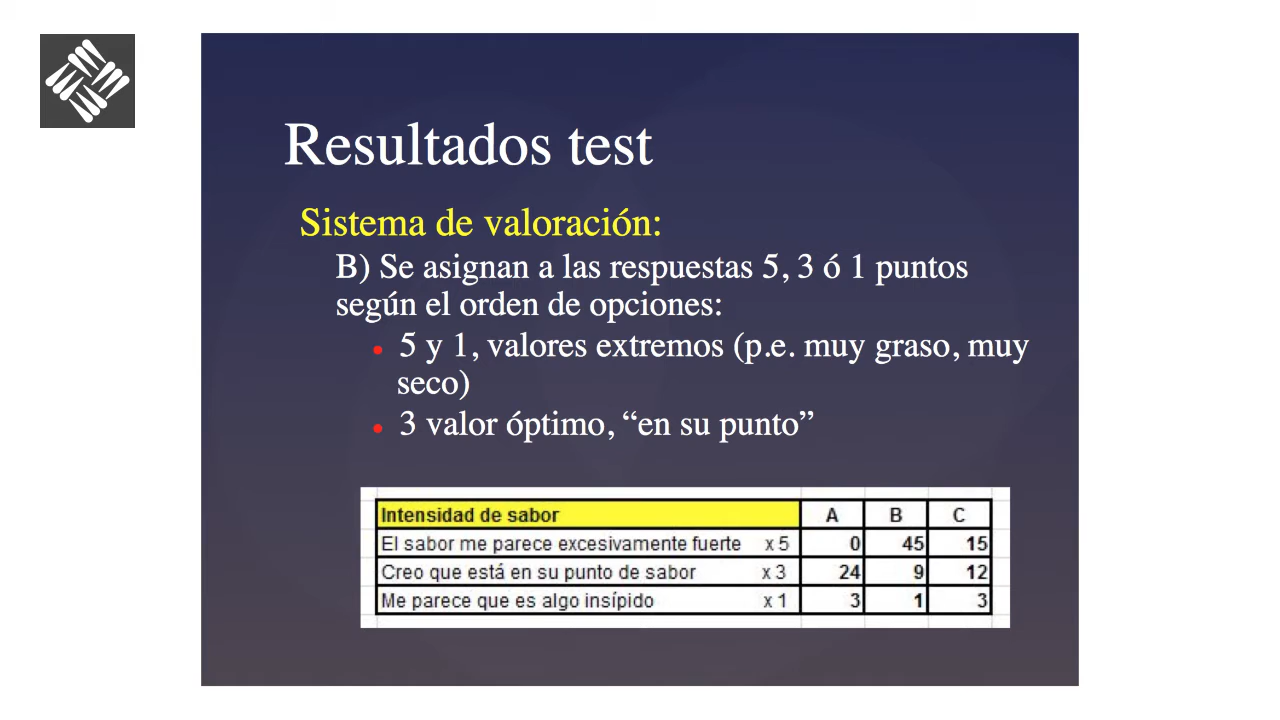 Resultados test
Sistema de valoración:
B) Se asignan a las respuestas 5, 3 ó 1 puntos
según el orden de opciones:
5 y 1, valores extremos (p.e. muy graso, muy
seco)
3 valor óptimo, “en su punto”
Intensidad de sabor A B C
El sabor me parece excesivamente fuerte x 5 0 45 15
Creo que está en su punto de sabor x 3 24 9 12
Me parece que es algo insípido x 1 3 1 3